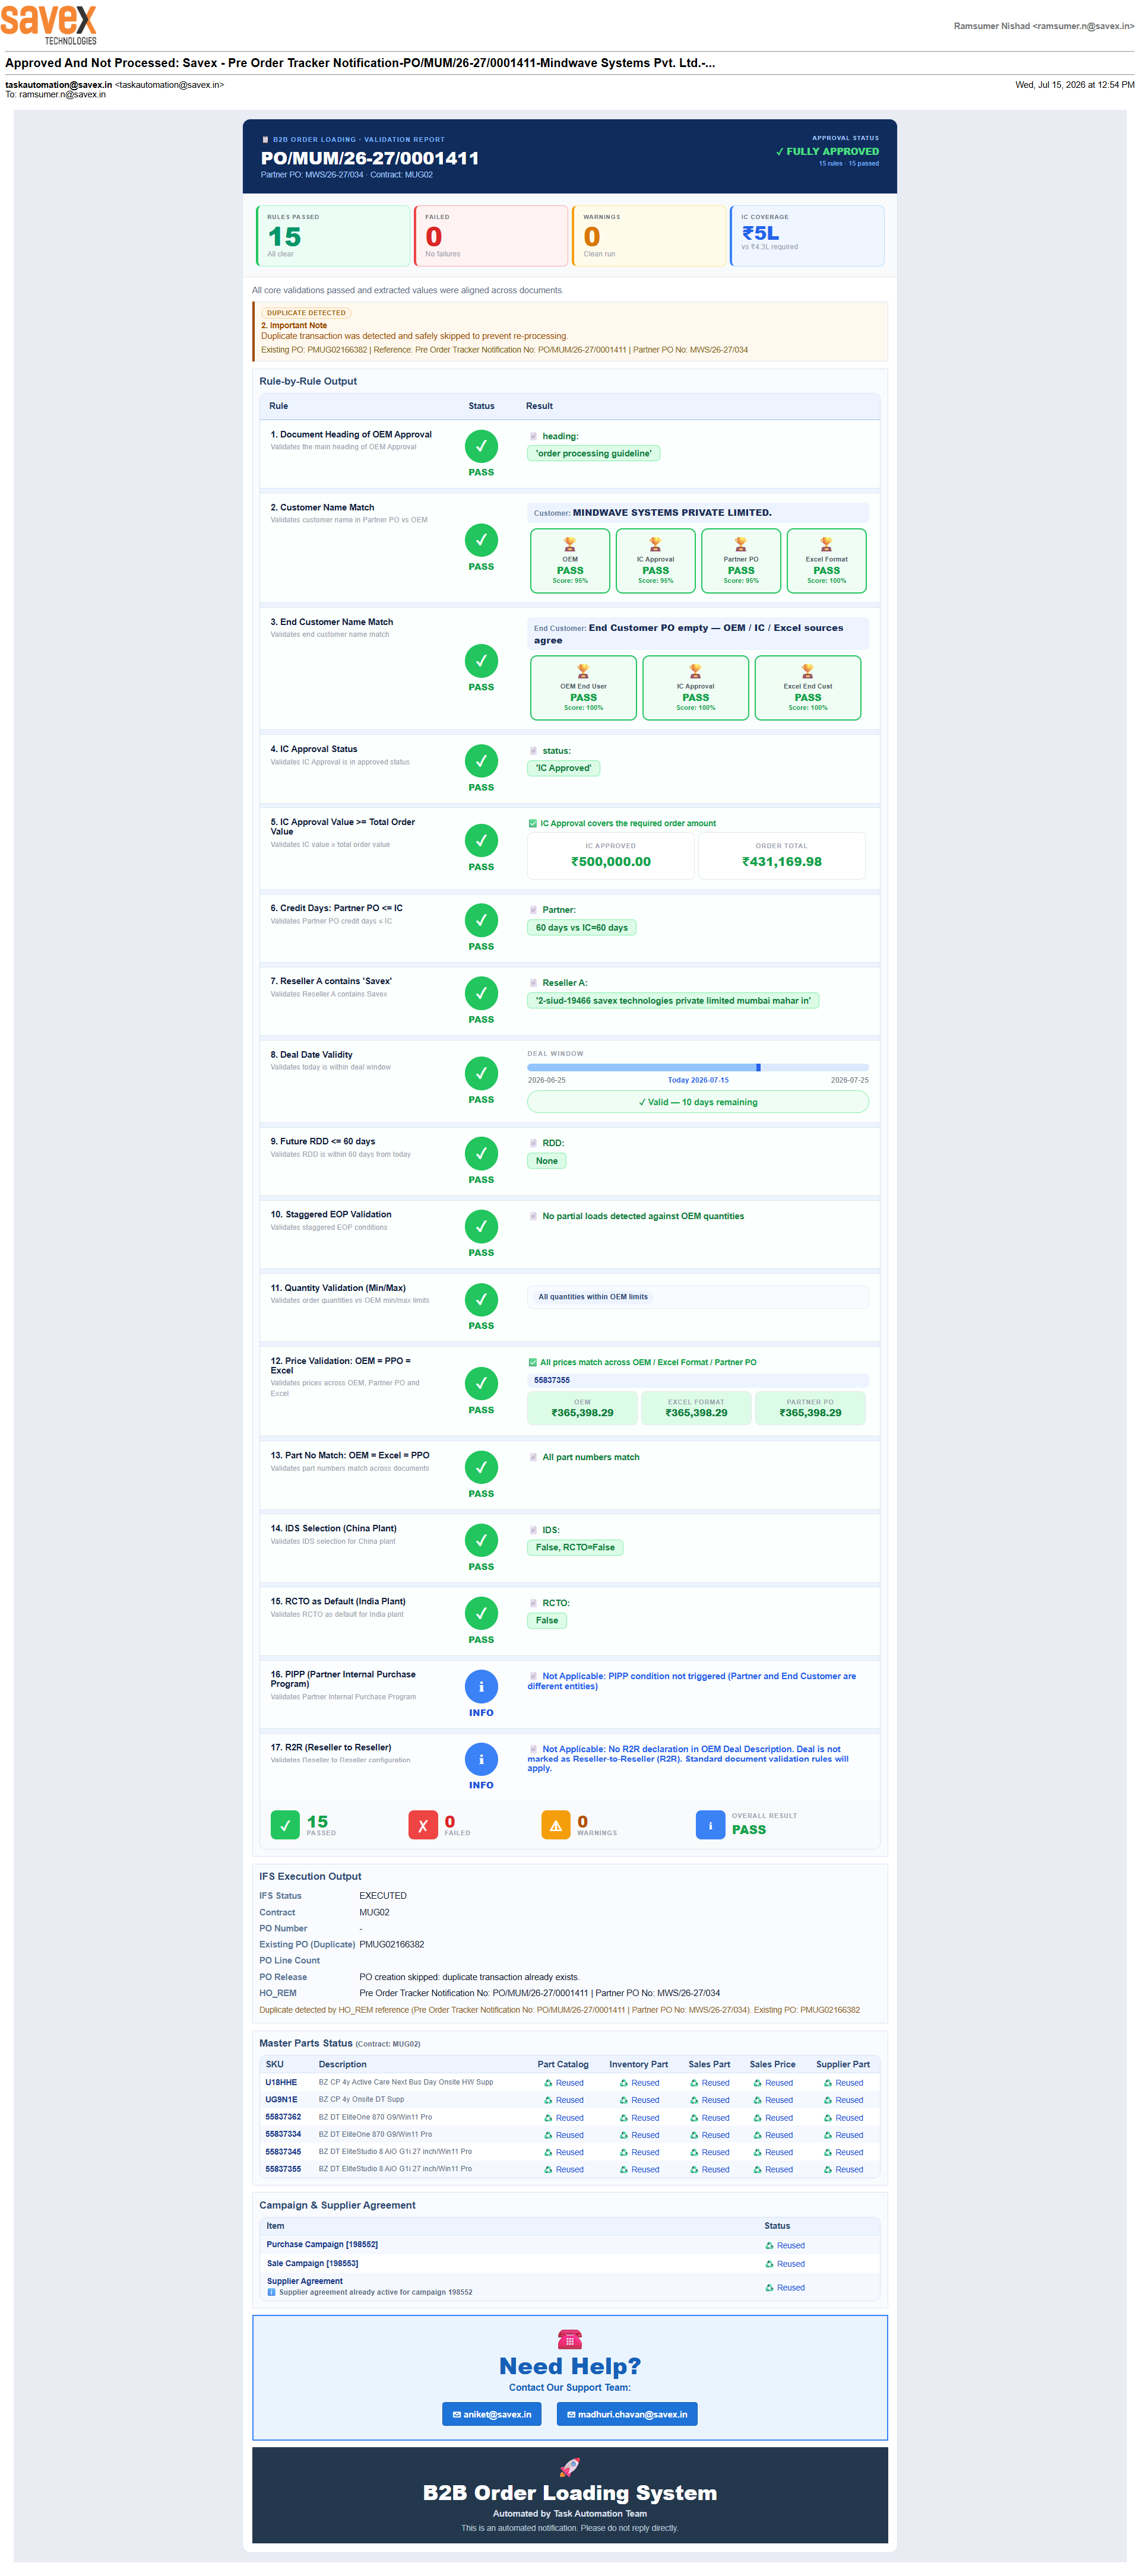 savex
TECHNOLOGIES
Ramsumer Nishad <ramsumer.n@savex.in>
Approved And Not Processed: Savex - Pre Order Tracker Notification-PO/MUM/26-27/0001411-Mindwave Systems Pvt. Ltd.-...
taskautomation@savex.in <taskautomation@savex.in>
Wed, Jul 15, 2026 at 12:54 PM
To: ramsumer.n@savex.in
B2B ORDER LOADING · VALIDATION REPORT
APPROVAL STATUS
PO/MUM/26-27/0001411
✓ FULLY APPROVED
Partner PO: MWS/26-27/034 · Contract: MUG02
15 rules · 15 passed
RULES PASSED
15
All clear
FAILED
0
No failures
WARNINGS
0
Clean run
IC COVERAGE
₹5L
vs ₹4.3L required
All core validations passed and extracted values were aligned across documents.
DUPLICATE DETECTED
2. Important Note
Duplicate transaction was detected and safely skipped to prevent re-processing.
Existing PO: PMUG02166382 | Reference: Pre Order Tracker Notification No: PO/MUM/26-27/0001411 | Partner PO No: MWS/26-27/034
Rule-by-Rule Output
Rule Status Result
1. Document Heading of OEM Approval
Validates the main heading of OEM Approval
✓
PASS
heading:
'order processing guideline'
2. Customer Name Match
Validates customer name in Partner PO vs OEM
✓
PASS
Customer: MINDWAVE SYSTEMS PRIVATE LIMITED.
OEM
PASS
Score: 95%
IC Approval
PASS
Score: 95%
Partner PO
PASS
Score: 95%
Excel Format
PASS
Score: 100%
3. End Customer Name Match
Validates end customer name match
✓
PASS
End Customer: End Customer PO empty — OEM / IC / Excel sources
agree
OEM End User
PASS
Score: 100%
IC Approval
PASS
Score: 100%
Excel End Cust
PASS
Score: 100%
4. IC Approval Status
Validates IC Approval is in approved status
✓
PASS
status:
'IC Approved'
5. IC Approval Value >= Total Order
Value
Validates IC value ≥ total order value
✓
PASS
IC Approval covers the required order amount
IC APPROVED
₹500,000.00
ORDER TOTAL
₹431,169.98
6. Credit Days: Partner PO <= IC
Validates Partner PO credit days ≤ IC
✓
PASS
Partner:
60 days vs IC=60 days
7. Reseller A contains 'Savex'
Validates Reseller A contains Savex
✓
PASS
Reseller A:
'2-siud-19466 savex technologies private limited mumbai mahar in'
8. Deal Date Validity
Validates today is within deal window
✓
PASS
DEAL WINDOW
2026-06-25 Today 2026-07-15 2026-07-25
✓ Valid — 10 days remaining
9. Future RDD <= 60 days
Validates RDD is within 60 days from today
✓
PASS
RDD:
None
10. Staggered EOP Validation
Validates staggered EOP conditions
✓
PASS
No partial loads detected against OEM quantities
11. Quantity Validation (Min/Max)
Validates order quantities vs OEM min/max limits
✓
PASS
All quantities within OEM limits
12. Price Validation: OEM = PPO =
Excel
Validates prices across OEM, Partner PO and
Excel
✓
PASS
All prices match across OEM / Excel Format / Partner PO
55837355
OEM
₹365,398.29
EXCEL FORMAT
₹365,398.29
PARTNER PO
₹365,398.29
13. Part No Match: OEM = Excel = PPO
Validates part numbers match across documents
✓
PASS
All part numbers match
14. IDS Selection (China Plant)
Validates IDS selection for China plant
✓
PASS
IDS:
False, RCTO=False
15. RCTO as Default (India Plant)
Validates RCTO as default for India plant
✓
PASS
RCTO:
False
16. PIPP (Partner Internal Purchase
Program)
Validates Partner Internal Purchase Program
i
INFO
Not Applicable: PIPP condition not triggered (Partner and End Customer are
different entities)
17. R2R (Reseller to Reseller)
Validates Reseller to Reseller configuration
i
INFO
Not Applicable: No R2R declaration in OEM Deal Description. Deal is not
marked as Reseller-to-Reseller (R2R). Standard document validation rules will
apply.
✓ 15
PASSED
✗ 0
FAILED
⚠ 0
WARNINGS
i OVERALL RESULT
PASS
IFS Execution Output
IFS Status EXECUTED
Contract MUG02
PO Number -
Existing PO (Duplicate) PMUG02166382
PO Line Count
PO Release PO creation skipped: duplicate transaction already exists.
HO_REM Pre Order Tracker Notification No: PO/MUM/26-27/0001411 | Partner PO No: MWS/26-27/034
Duplicate detected by HO_REM reference (Pre Order Tracker Notification No: PO/MUM/26-27/0001411 | Partner PO No: MWS/26-27/034). Existing PO: PMUG02166382
Master Parts Status (Contract: MUG02)
SKU Description Part Catalog Inventory Part Sales Part Sales Price Supplier Part
U18HHE BZ CP 4y Active Care Next Bus Day Onsite HW Supp Reused Reused Reused Reused Reused
UG9N1E BZ CP 4y Onsite DT Supp Reused Reused Reused Reused Reused
55837362 BZ DT EliteOne 870 G9/Win11 Pro Reused Reused Reused Reused Reused
55837334 BZ DT EliteOne 870 G9/Win11 Pro Reused Reused Reused Reused Reused
55837345 BZ DT EliteStudio 8 AiO G1i 27 inch/Win11 Pro Reused Reused Reused Reused Reused
55837355 BZ DT EliteStudio 8 AiO G1i 27 inch/Win11 Pro Reused Reused Reused Reused Reused
Campaign & Supplier Agreement
Item Status
Purchase Campaign [198552] Reused
Sale Campaign [198553] Reused
Supplier Agreement
Supplier agreement already active for campaign 198552
Reused
Need Help?
Contact Our Support Team:
aniket@savex.in
madhuri.chavan@savex.in
B2B Order Loading System
Automated by Task Automation Team
This is an automated notification. Please do not reply directly.